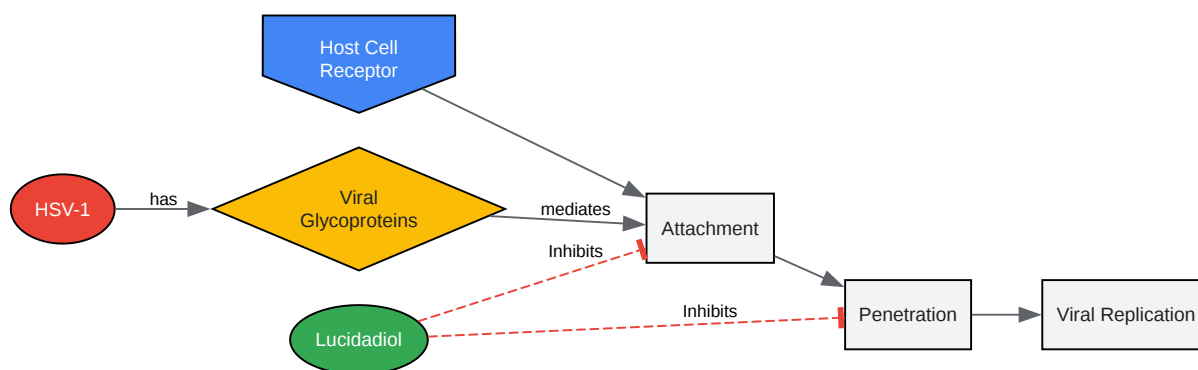 Host Cell
Receptor
HSV-1
has
Viral
Glycoproteins
mediates
Attachment
Inhibits
Inhibits
Lucidadiol
Penetration
Viral Replication